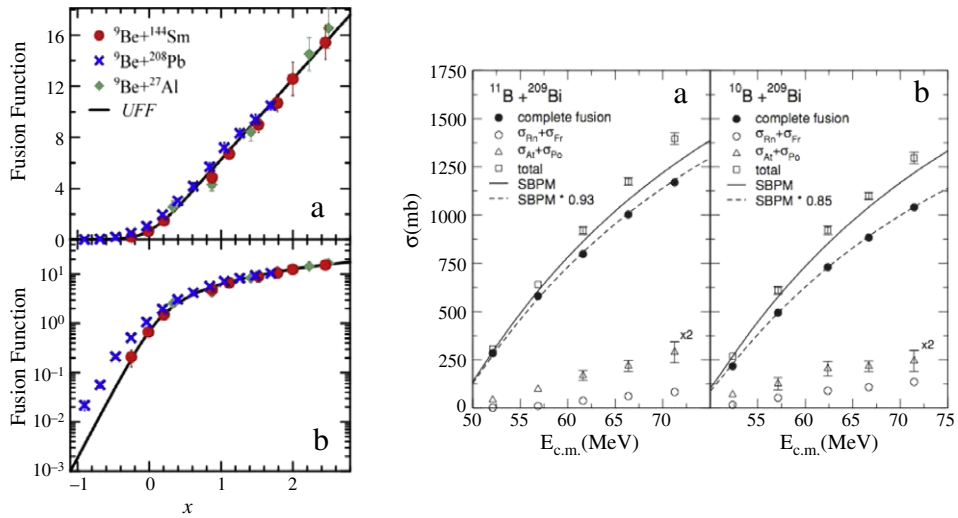 16
12
8
4
0
Fusion Function
⁹Be+¹⁴⁴Sm
⁹Be+²⁰⁸Pb
⁹Be+²⁷Al
UFF
a
b
10¹
10⁰
10⁻¹
10⁻²
10⁻³
Fusion Function
−1 0 1 2
x
1750
1500
1250
1000
750
500
250
0
σ(mb)
¹¹B + ²⁰⁹Bi
a
complete fusion
σRn+σFr
σAt+σPo
total
SBPM
SBPM * 0.93
x2
50 55 60 65 70
Ec.m.(MeV)
¹⁰B + ²⁰⁹Bi
b
complete fusion
σRn+σFr
σAt+σPo
total
SBPM
SBPM * 0.85
x2
55 60 65 70 75
Ec.m.(MeV)